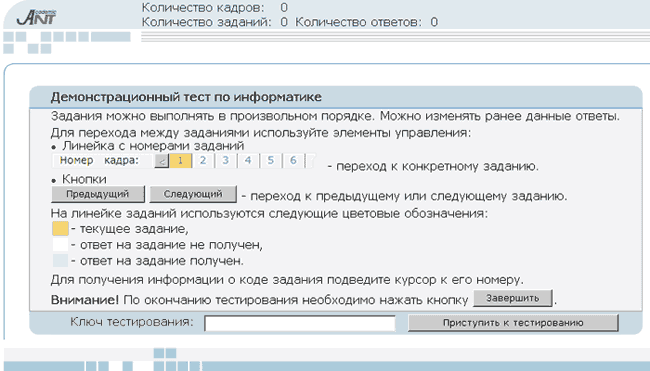 Academic
ANT
Количество кадров: 0
Количество заданий: 0 Количество ответов: 0
Демонстрационный тест по информатике
Задания можно выполнять в произвольном порядке. Можно изменять ранее данные ответы.
Для перехода между заданиями используйте элементы управления:
• Линейка с номерами заданий
Номер кадра: < 1 2 3 4 5 6 - переход к конкретному заданию.
• Кнопки
Предыдущий Следующий - переход к предыдущему или следующему заданию.
На линейке заданий используются следующие цветовые обозначения:
- текущее задание,
- ответ на задание не получен,
- ответ на задание получен.
Для получения информации о коде задания подведите курсор к его номеру.
Внимание! По окончанию тестирования необходимо нажать кнопку Завершить .
Ключ тестирования: Приступить к тестированию